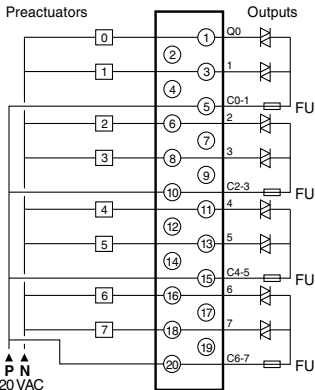 Preactuators Outputs
0 1 Q0
2
1 3 1
4
5 C0-1 FU
2 6 2
7
3 8 3
9
10 C2-3 FU
4 11 4
12
5 13 5
14
15 C4-5 FU
6 16 6
17
7 18 7
19
20 C6-7 FU
P N
20 VAC